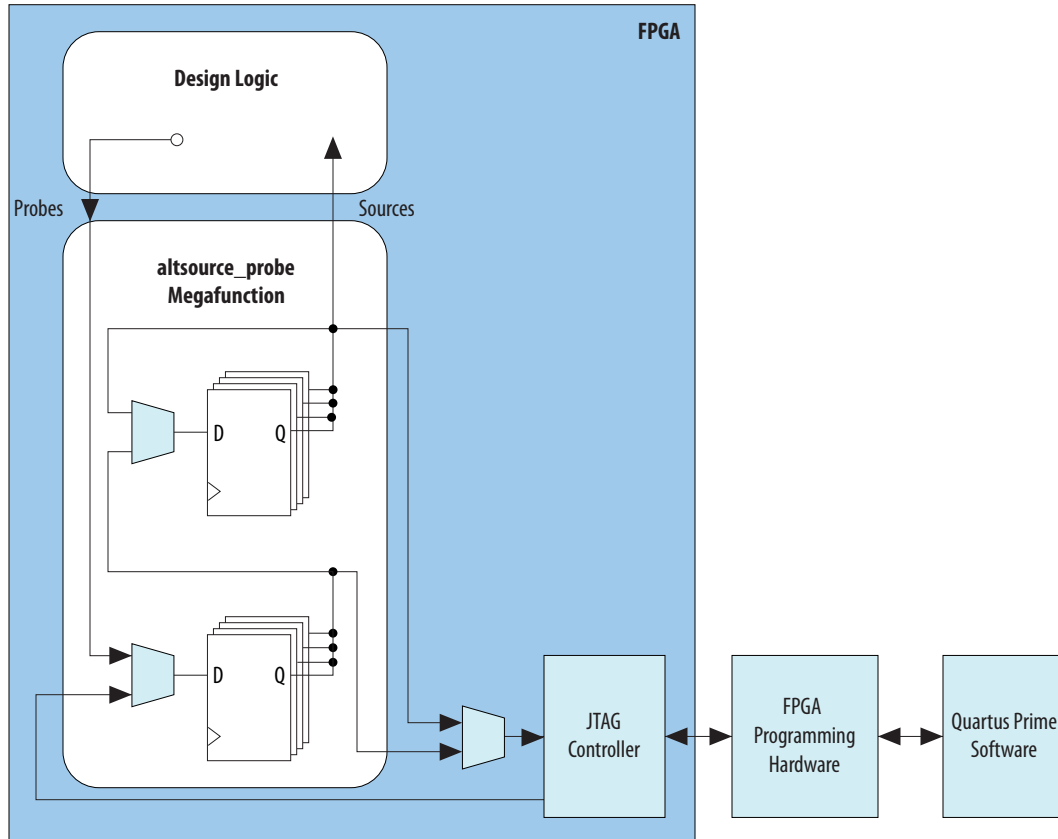 FPGA
Design Logic
Probes
Sources
altsource_probe
Megafunction
D
Q
D
Q
JTAG
Controller
FPGA
Programming
Hardware
Quartus Prime
Software